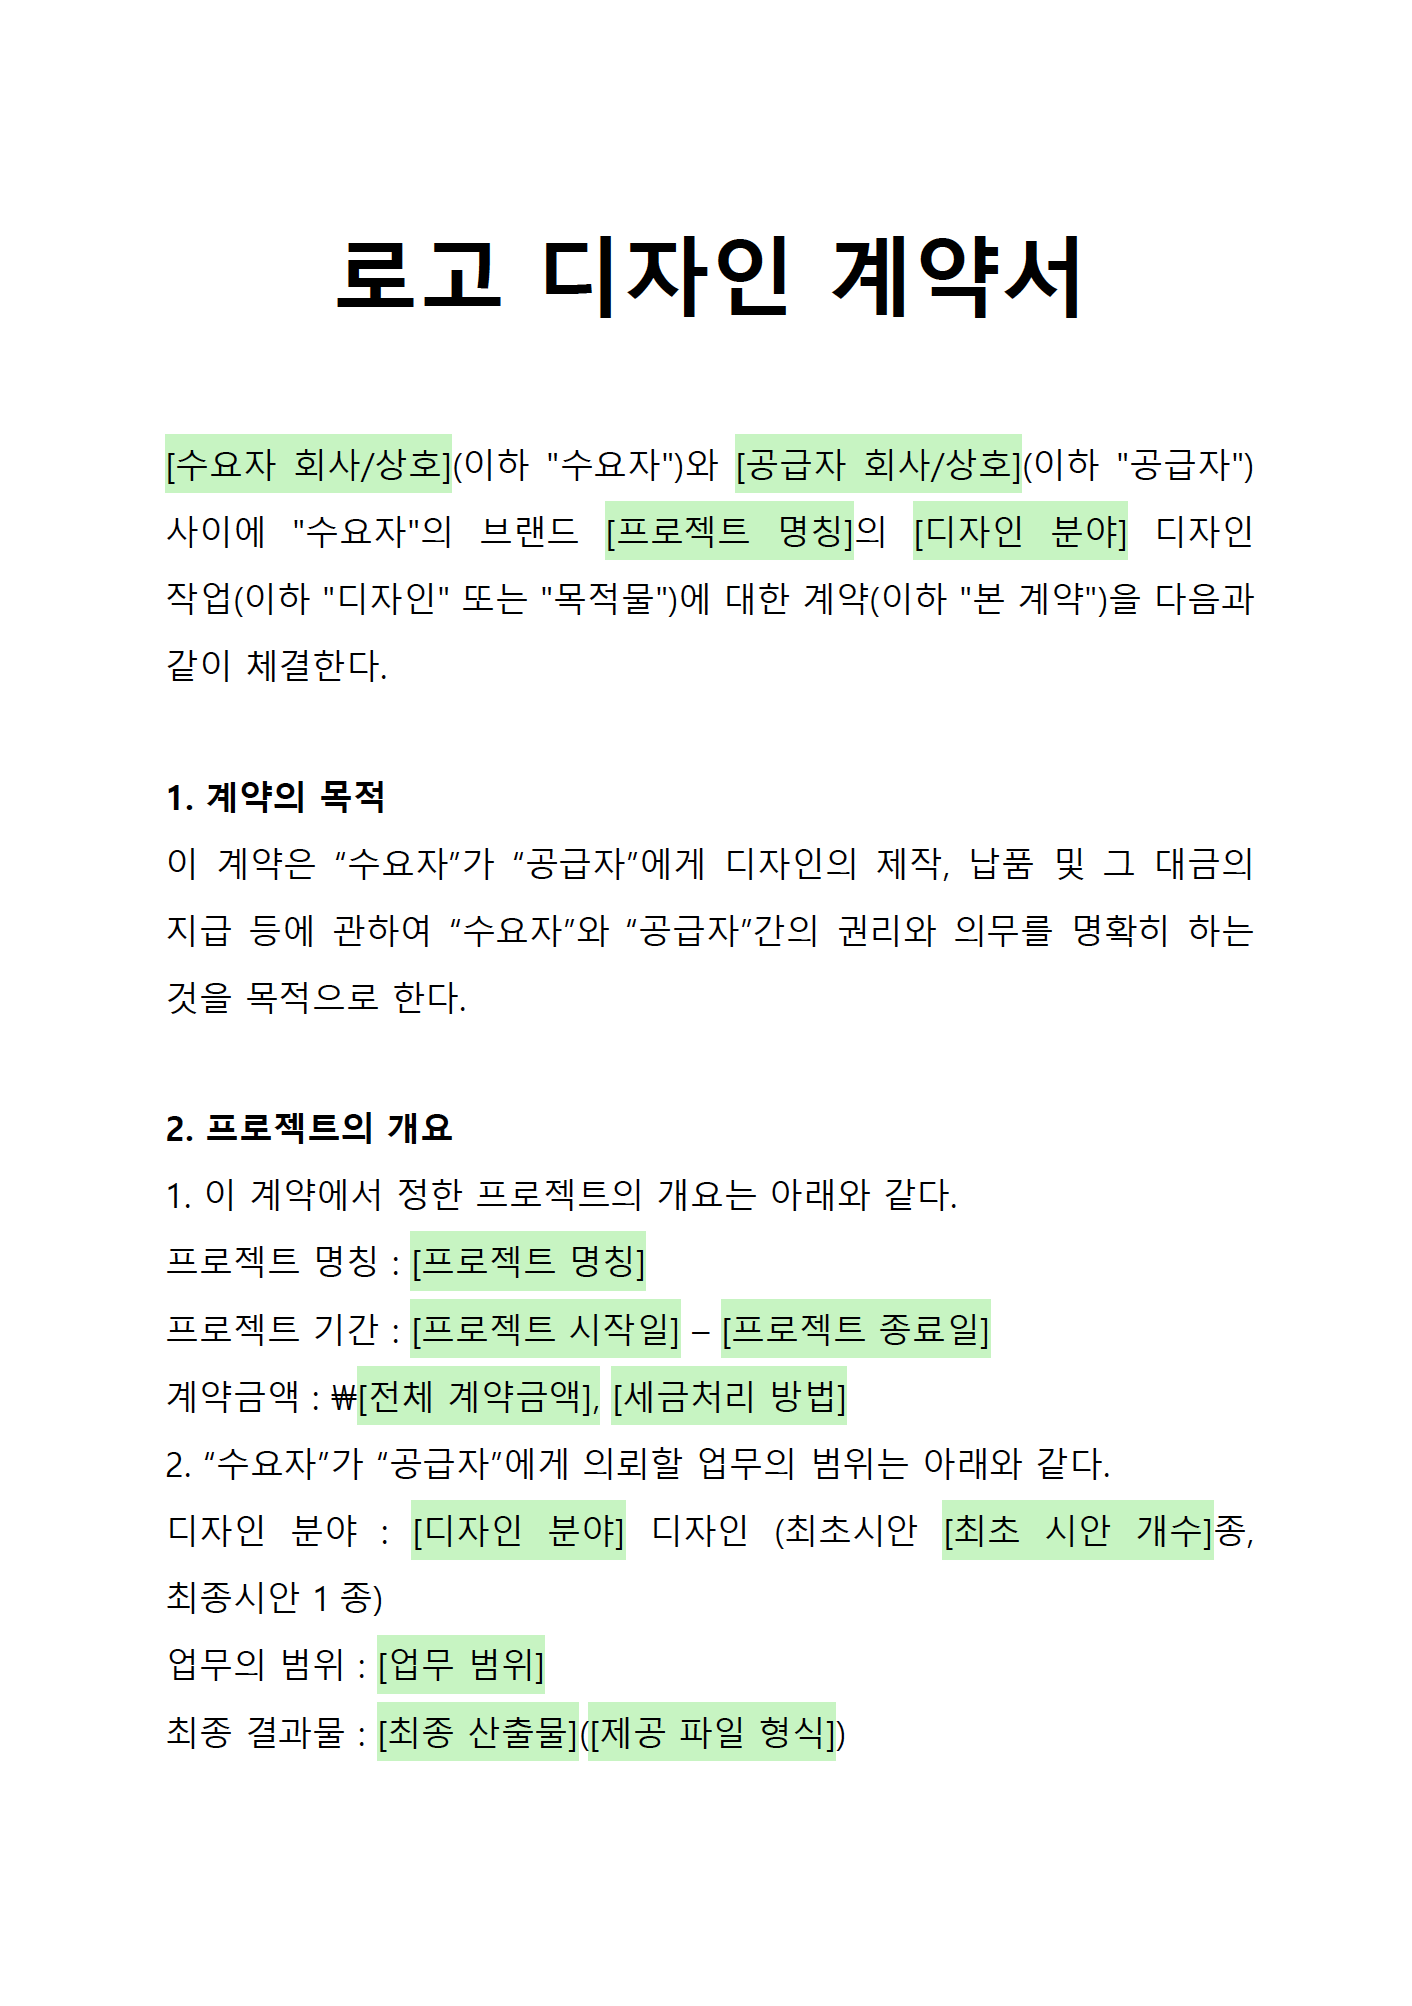 로고 디자인 계약서
[수요자 회사/상호](이하 "수요자")와 [공급자 회사/상호](이하 "공급자")
사이에 "수요자"의 브랜드 [프로젝트 명칭]의 [디자인 분야] 디자인
작업(이하 "디자인" 또는 "목적물")에 대한 계약(이하 "본 계약")을 다음과
같이 체결한다.
1. 계약의 목적
이 계약은 “수요자”가 “공급자”에게 디자인의 제작, 납품 및 그 대금의
지급 등에 관하여 “수요자”와 “공급자”간의 권리와 의무를 명확히 하는
것을 목적으로 한다.
2. 프로젝트의 개요
1. 이 계약에서 정한 프로젝트의 개요는 아래와 같다.
프로젝트 명칭 : [프로젝트 명칭]
프로젝트 기간 : [프로젝트 시작일] – [프로젝트 종료일]
계약금액 : ₩[전체 계약금액], [세금처리 방법]
2. “수요자”가 “공급자”에게 의뢰할 업무의 범위는 아래와 같다.
디자인 분야 : [디자인 분야] 디자인 (최초시안 [최초 시안 개수]종,
최종시안 1 종)
업무의 범위 : [업무 범위]
최종 결과물 : [최종 산출물]([제공 파일 형식])